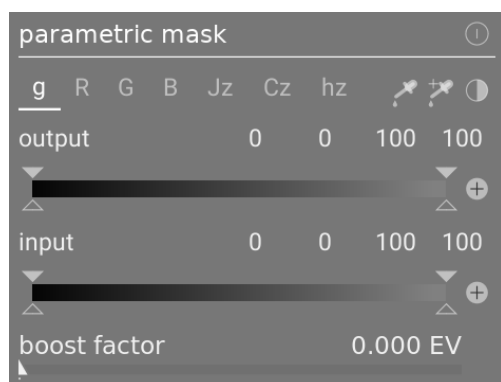 parametric mask
g R G B Jz Cz hz
output 0 0 100 100
input 0 0 100 100
boost factor 0.000 EV